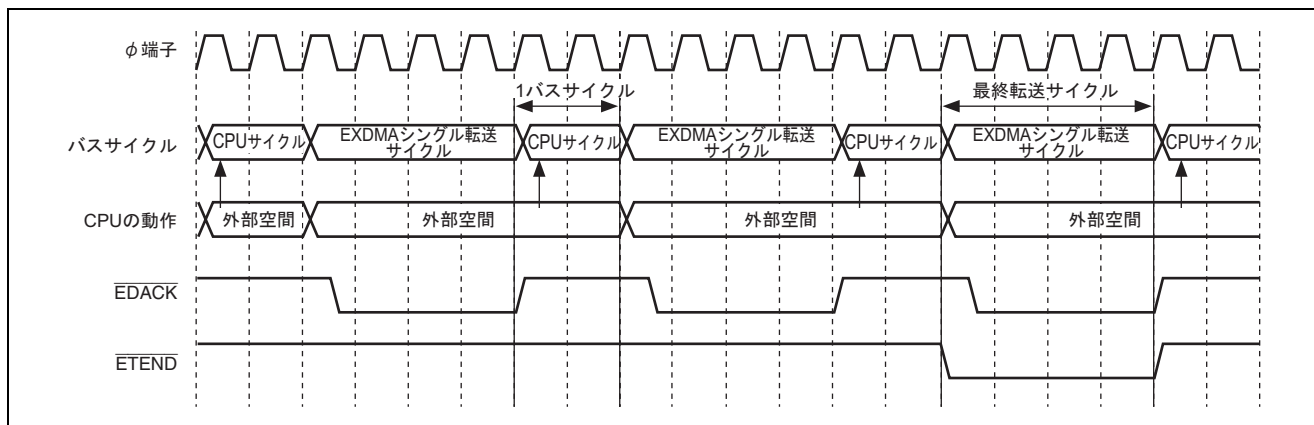 φ端子
1バスサイクル
最終転送サイクル
バスサイクル
CPUサイクル
EXDMAシングル転送
サイクル
CPUサイクル
EXDMAシングル転送
サイクル
CPUサイクル
EXDMAシングル転送
サイクル
CPUサイクル
CPUの動作
外部空間
外部空間
外部空間
外部空間
EDACK
ETEND